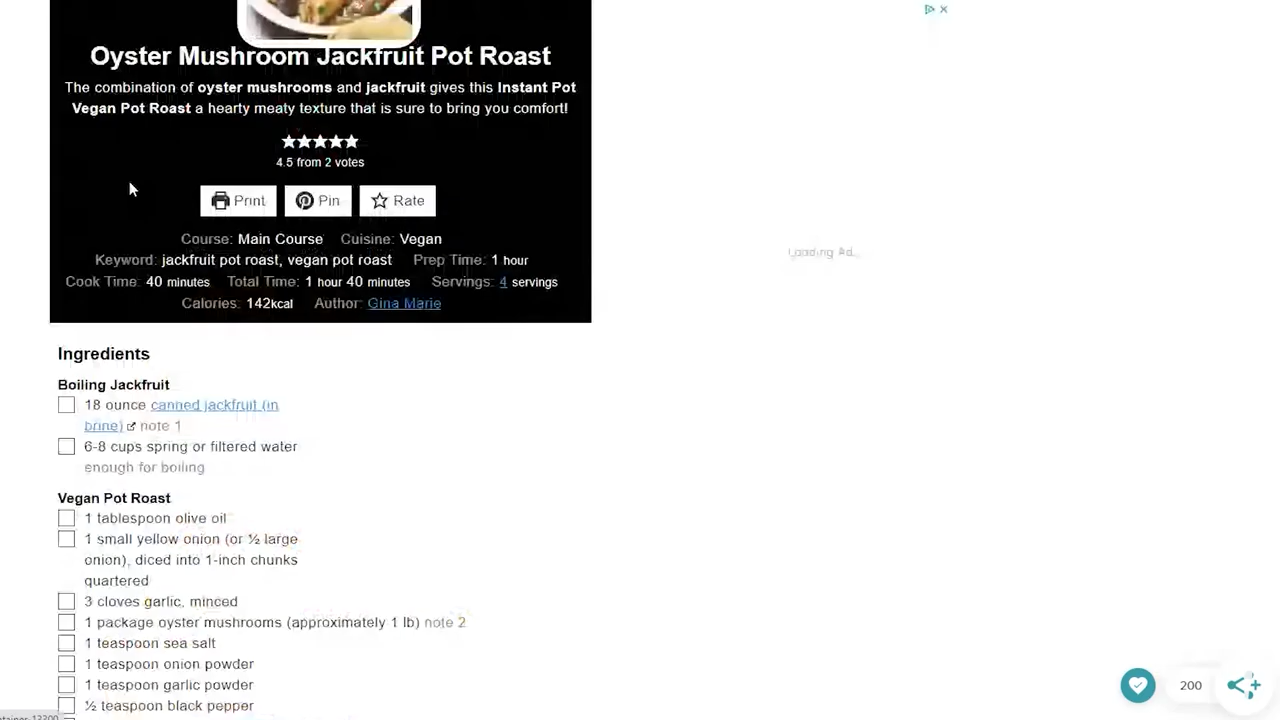 Oyster Mushroom Jackfruit Pot Roast
The combination of oyster mushrooms and jackfruit gives this Instant Pot
Vegan Pot Roast a hearty meaty texture that is sure to bring you comfort!
4.5 from 2 votes
Print Pin Rate
Course: Main Course Cuisine: Vegan
Keyword: jackfruit pot roast, vegan pot roast Prep Time: 1 hour
Cook Time: 40 minutes Total Time: 1 hour 40 minutes Servings: 4 servings
Calories: 142kcal Author: Gina Marie
Loading Ad...
Ingredients
Boiling Jackfruit
18 ounce canned jackfruit (in
brine) note 1
6-8 cups spring or filtered water
enough for boiling
Vegan Pot Roast
1 tablespoon olive oil
1 small yellow onion (or ½ large
onion), diced into 1-inch chunks
quartered
3 cloves garlic, minced
1 package oyster mushrooms (approximately 1 lb) note 2
1 teaspoon sea salt
1 teaspoon onion powder
1 teaspoon garlic powder
½ teaspoon black pepper
200